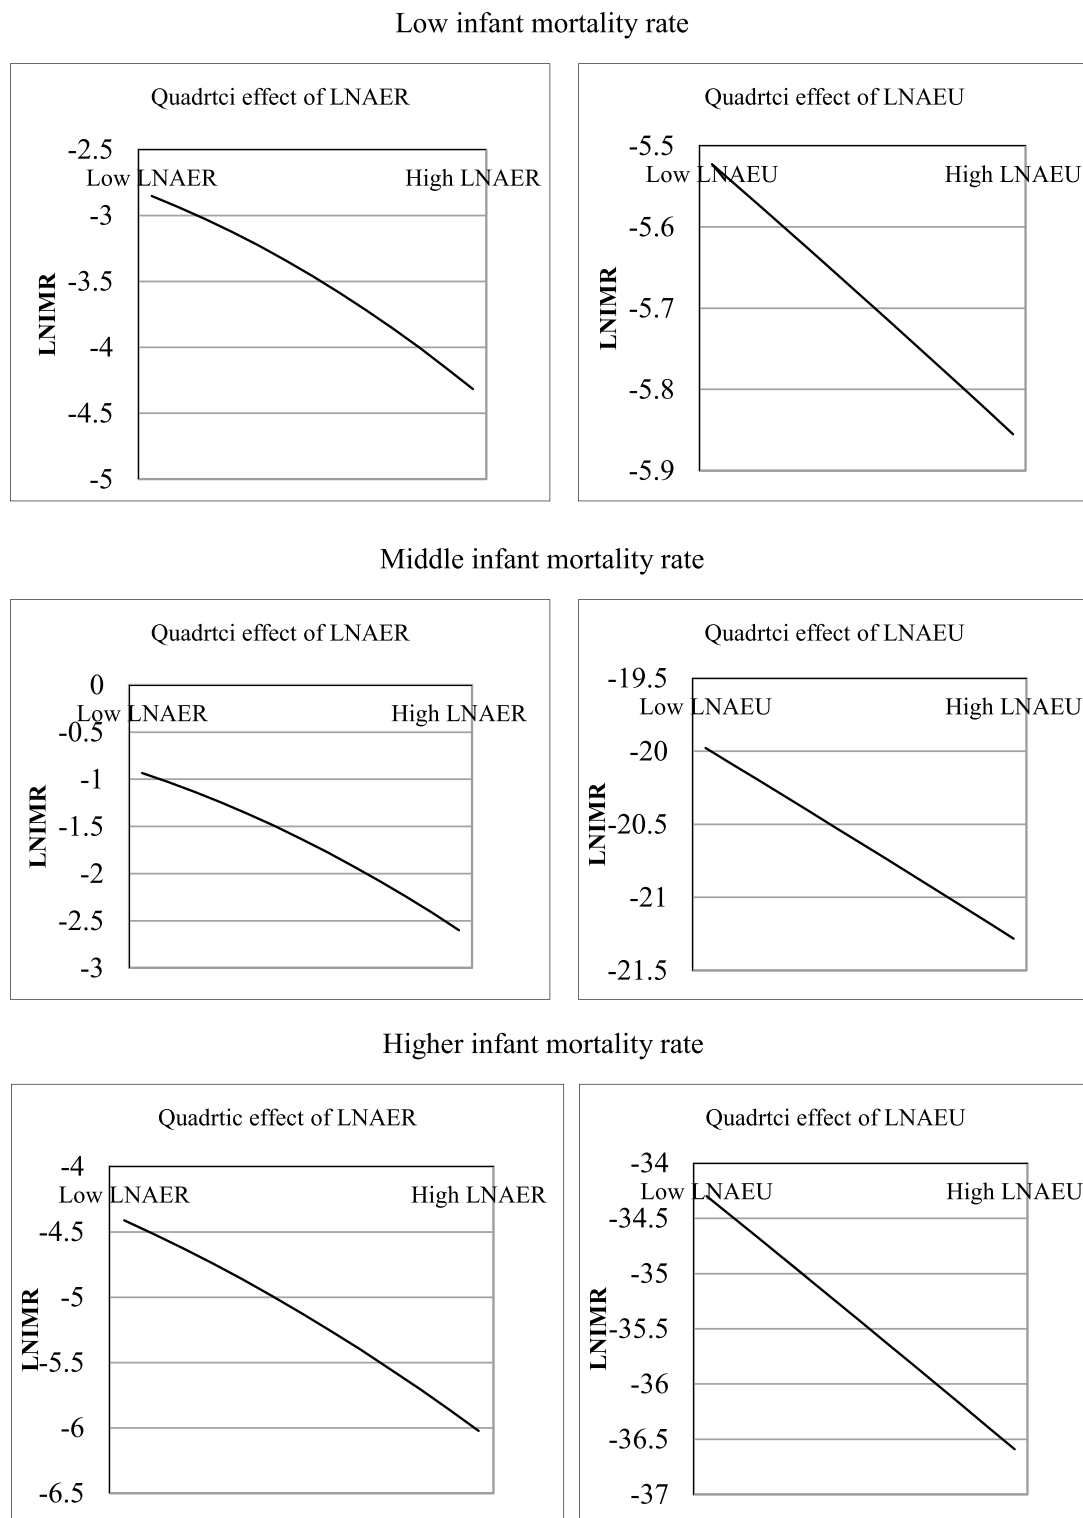 Low infant mortality rate
Quadrtci effect of LNAER
-2.5
Low LNAER
High LNAER
-3
-3.5
-4
-4.5
-5
LNIMR
Quadrtci effect of LNAEU
-5.5
Low LNAEU
High LNAEU
-5.6
-5.7
-5.8
-5.9
LNIMR
Middle infant mortality rate
Quadrtci effect of LNAER
0
Low LNAER
High LNAER
-0.5
-1
-1.5
-2
-2.5
-3
LNIMR
Quadrtci effect of LNAEU
-19.5
Low LNAEU
High LNAEU
-20
-20.5
-21
-21.5
LNIMR
Higher infant mortality rate
Quadrtic effect of LNAER
-4
Low LNAER
High LNAER
-4.5
-5
-5.5
-6
-6.5
LNIMR
Quadrtci effect of LNAEU
-34
Low LNAEU
High LNAEU
-34.5
-35
-35.5
-36
-36.5
-37
LNIMR